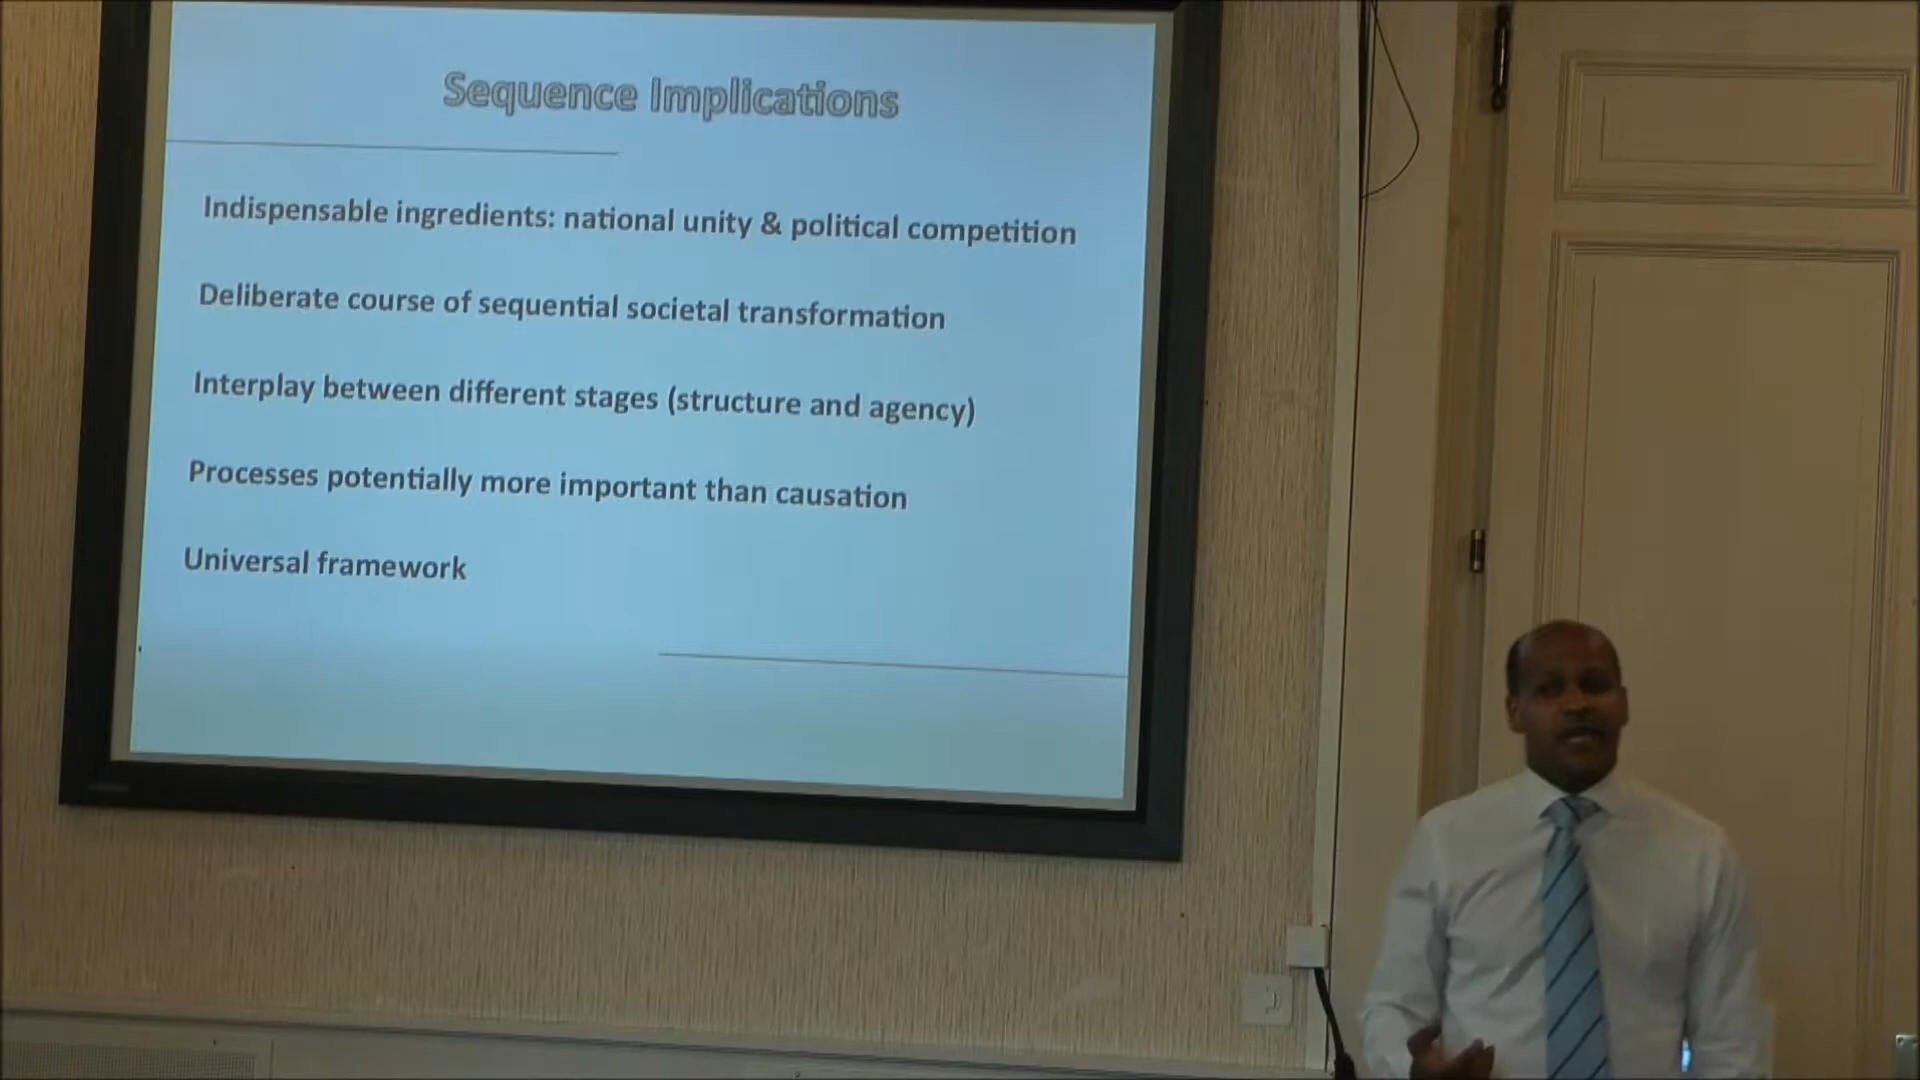 Sequence Implications
Indispensable ingredients: national unity & political competition
Deliberate course of sequential societal transformation
Interplay between different stages (structure and agency)
Processes potentially more important than causation
Universal framework